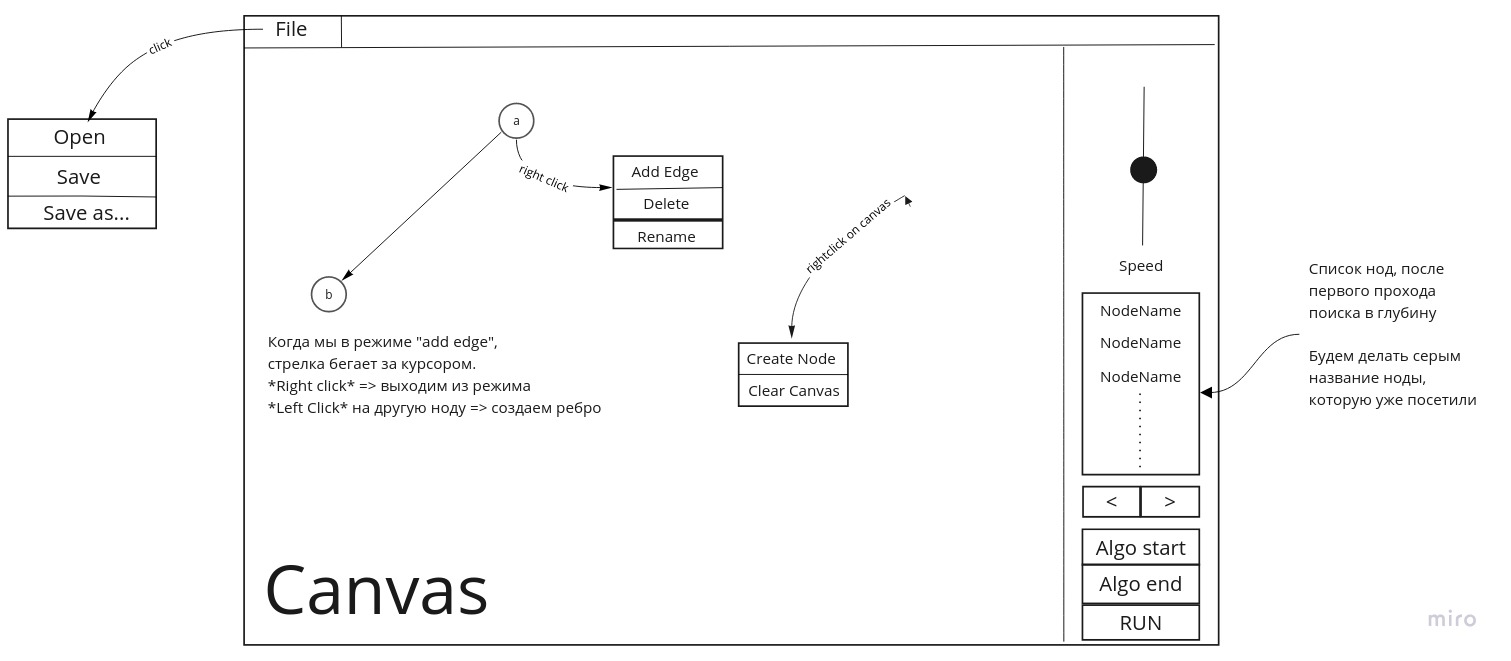 File
click
Open
Save
Save as...
a
right click
Add Edge
Delete
Rename
b
Когда мы в режиме "add edge",
стрелка бегает за курсором.
*Right click* => выходим из режима
*Left Click* на другую ноду => создаем ребро
rightclick on canvas
Create Node
Clear Canvas
Canvas
Speed
NodeName
NodeName
NodeName
< >
Algo start
Algo end
RUN
Список нод, после
первого прохода
поиска в глубину
Будем делать серым
название ноды,
которую уже посетили
miro